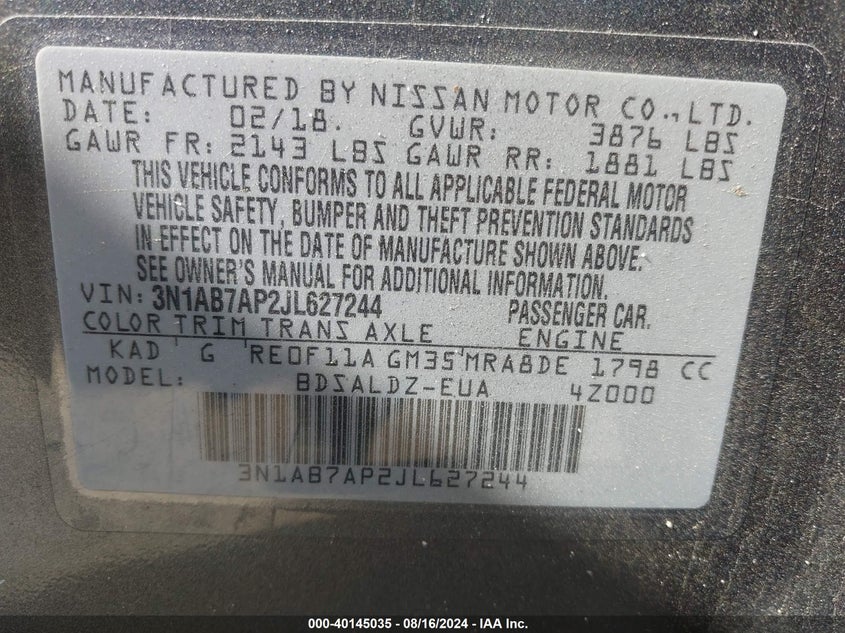 MANUFACTURED BY NISSAN MOTOR CO., LTD.
DATE: 02/18. GVWR: 3876 LBS
GAWR FR: 2143 LBS GAWR RR: 1881 LBS
THIS VEHICLE CONFORMS TO ALL APPLICABLE FEDERAL MOTOR
VEHICLE SAFETY, BUMPER AND THEFT PREVENTION STANDARDS
IN EFFECT ON THE DATE OF MANUFACTURE SHOWN ABOVE.
SEE OWNER'S MANUAL FOR ADDITIONAL INFORMATION.
VIN: 3N1AB7AP2JL627244 PASSENGER CAR.
COLOR TRIM TRANS AXLE ENGINE
KAD G RE0F11A GM35 MRA8DE 1798 CC
MODEL: BDSALDZ-EUA 4Z000
3N1AB7AP2JL627244
000-40145035 - 08/16/2024 - IAA Inc.